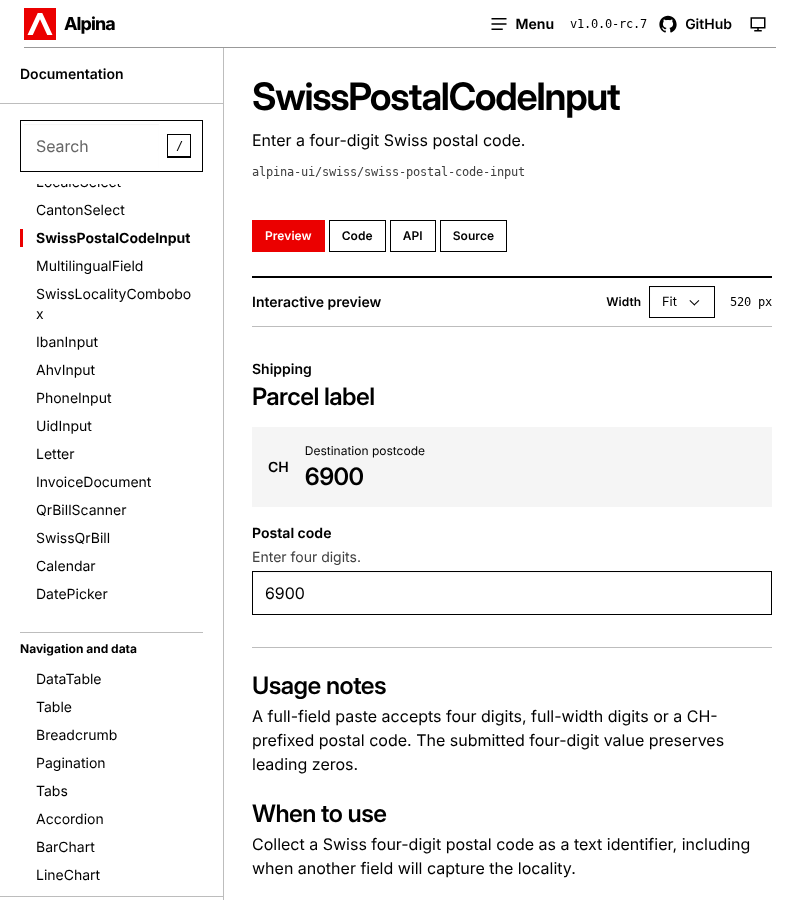 Alpina
Menu
v1.0.0-rc.7
GitHub
Documentation
Search
/
LocaleSelect
CantonSelect
SwissPostalCodeInput
MultilingualField
SwissLocalityCombobo
x
IbanInput
AhvInput
PhoneInput
UidInput
Letter
InvoiceDocument
QrBillScanner
SwissQrBill
Calendar
DatePicker
Navigation and data
DataTable
Table
Breadcrumb
Pagination
Tabs
Accordion
BarChart
LineChart
SwissPostalCodeInput
Enter a four-digit Swiss postal code.
alpina-ui/swiss/swiss-postal-code-input
Preview
Code
API
Source
Interactive preview
Width
Fit
520 px
Shipping
Parcel label
CH
Destination postcode
6900
Postal code
Enter four digits.
6900
Usage notes
A full-field paste accepts four digits, full-width digits or a CH-
prefixed postal code. The submitted four-digit value preserves
leading zeros.
When to use
Collect a Swiss four-digit postal code as a text identifier, including
when another field will capture the locality.